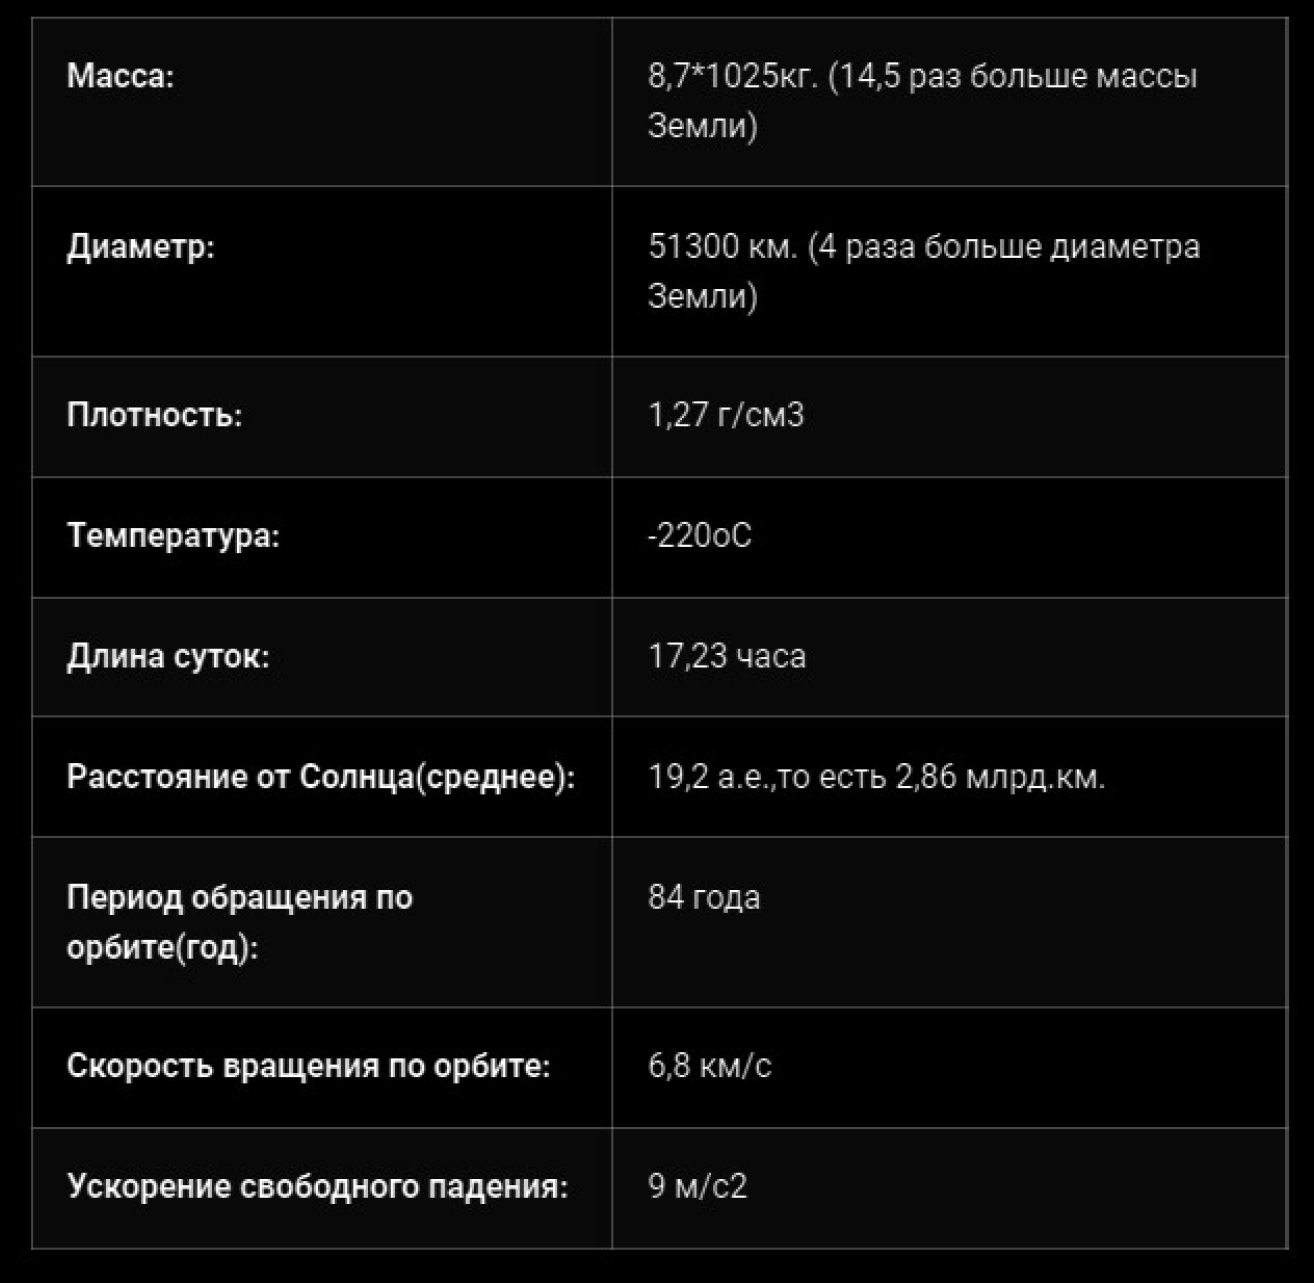 Масса:
8,7*1025кг. (14,5 раз больше массы
Земли)
Диаметр:
51300 км. (4 раза больше диаметра
Земли)
Плотность:
1,27 г/см3
Температура:
-220оС
Длина суток:
17,23 часа
Расстояние от Солнца(среднее):
19,2 а.е.,то есть 2,86 млрд.км.
Период обращения по
орбите(год):
84 года
Скорость вращения по орбите:
6,8 км/с
Ускорение свободного падения:
9 м/с2